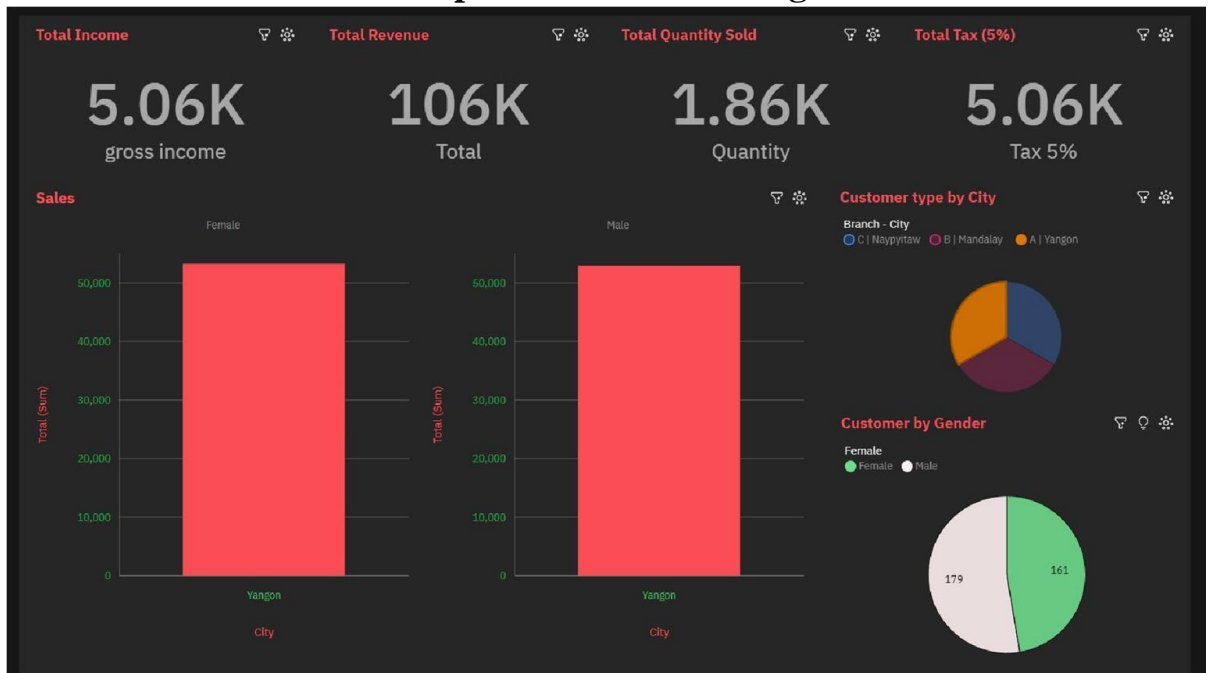 Total Income
Total Revenue
Total Quantity Sold
Total Tax (5%)
5.06K
106K
1.86K
5.06K
gross income
Total
Quantity
Tax 5%
Sales
Female
Male
Total (Sum)
50,000
40,000
30,000
20,000
10,000
0
Yangon
City
Total (Sum)
50,000
40,000
30,000
20,000
10,000
0
Yangon
City
Customer type by City
Branch - City
C | Naypyitaw B | Mandalay A | Yangon
Customer by Gender
Female
Female Male
179
161